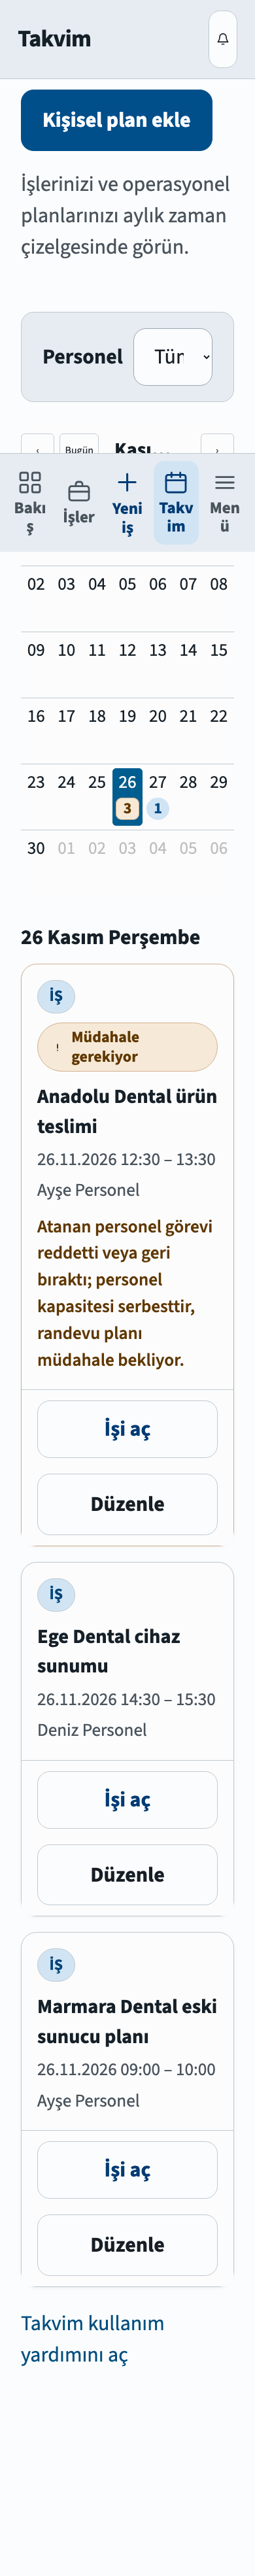 Takvim
Kişisel plan ekle
İşlerinizi ve operasyonel
planlarınızı aylık zaman
çizelgesinde görün.
Personel
‹ Bugün Kası... ›
Bakı
ş
İşler
Yeni
iş
Takv
im
Men
ü
02 03 04 05 06 07 08
09 10 11 12 13 14 15
16 17 18 19 20 21 22
23 24 25 26 27 28 29
3 1
30 01 02 03 04 05 06
26 Kasım Perşembe
İŞ
! Müdahale
gerekiyor
Anadolu Dental ürün
teslimi
26.11.2026 12:30 – 13:30
Ayşe Personel
Atanan personel görevi
reddetti veya geri
bıraktı; personel
kapasitesi serbesttir,
randevu planı
müdahale bekliyor.
İşi aç
Düzenle
İŞ
Ege Dental cihaz
sunumu
26.11.2026 14:30 – 15:30
Deniz Personel
İşi aç
Düzenle
İŞ
Marmara Dental eski
sunucu planı
26.11.2026 09:00 – 10:00
Ayşe Personel
İşi aç
Düzenle
Takvim kullanım
yardımını aç